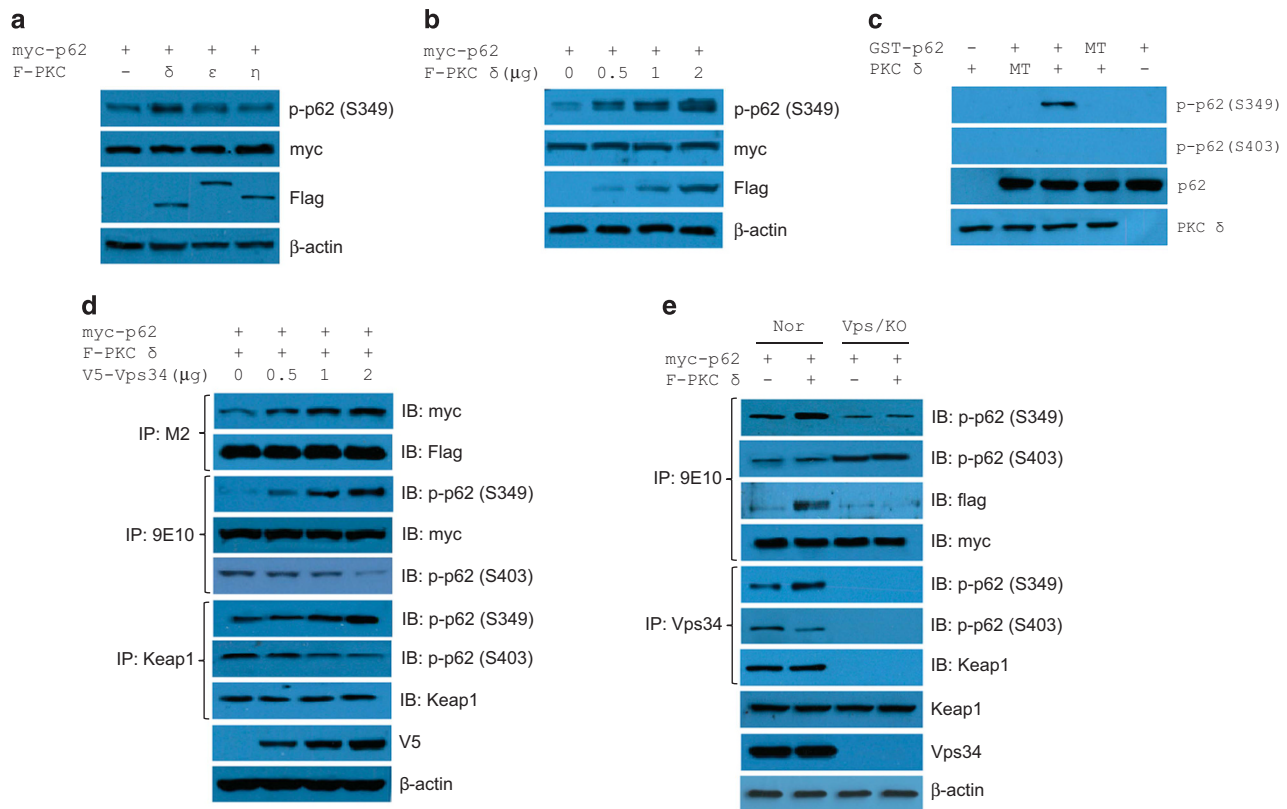 a
myc-p62 + + + +
F-PKC – δ ε η
p-p62 (S349)
myc
Flag
β-actin
b
myc-p62 + + + +
F-PKC δ(μg) 0 0.5 1 2
p-p62 (S349)
myc
Flag
β-actin
c
GST-p62 – + + MT +
PKC δ + MT + + –
p-p62(S349)
p-p62(S403)
p62
PKC δ
d
myc-p62 + + + +
F-PKC δ + + + +
V5-Vps34(μg) 0 0.5 1 2
IP: M2
IB: myc
IB: Flag
IP: 9E10
IB: p-p62 (S349)
IB: myc
IB: p-p62 (S403)
IP: Keap1
IB: p-p62 (S349)
IB: p-p62 (S403)
IB: Keap1
V5
β-actin
e
Nor Vps/KO
myc-p62 + + + +
F-PKC δ – + – +
IP: 9E10
IB: p-p62 (S349)
IB: p-p62 (S403)
IB: flag
IB: myc
IP: Vps34
IB: p-p62 (S349)
IB: p-p62 (S403)
IB: Keap1
Keap1
Vps34
β-actin